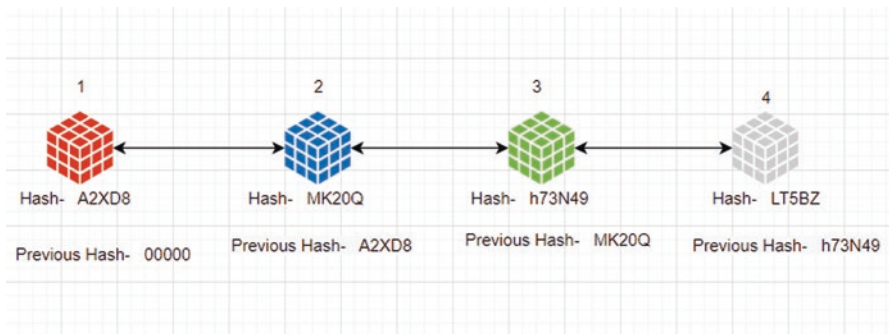 1
2
3
4
Hash- A2XD8
Hash- MK20Q
Hash- h73N49
Hash- LT5BZ
Previous Hash- 00000
Previous Hash- A2XD8
Previous Hash- MK20Q
Previous Hash- h73N49